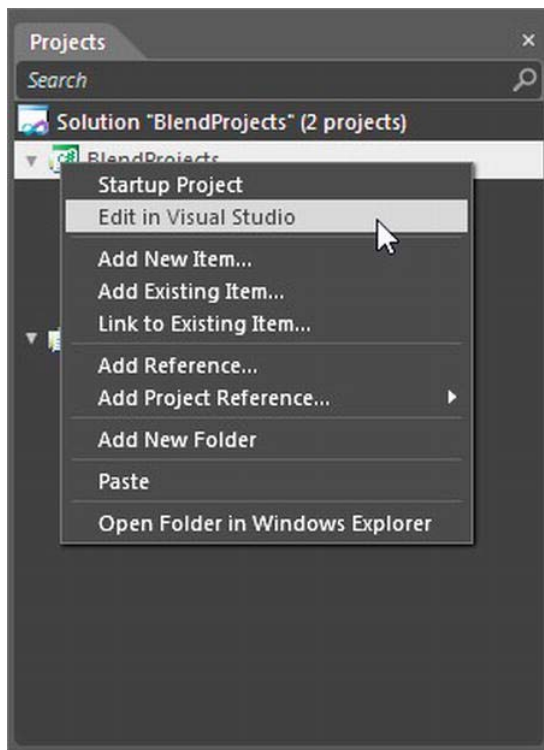 Projects
Search
Solution "BlendProjects" (2 projects)
BlendProjects
Startup Project
Edit in Visual Studio
Add New Item...
Add Existing Item...
Link to Existing Item...
Add Reference...
Add Project Reference...
Add New Folder
Paste
Open Folder in Windows Explorer